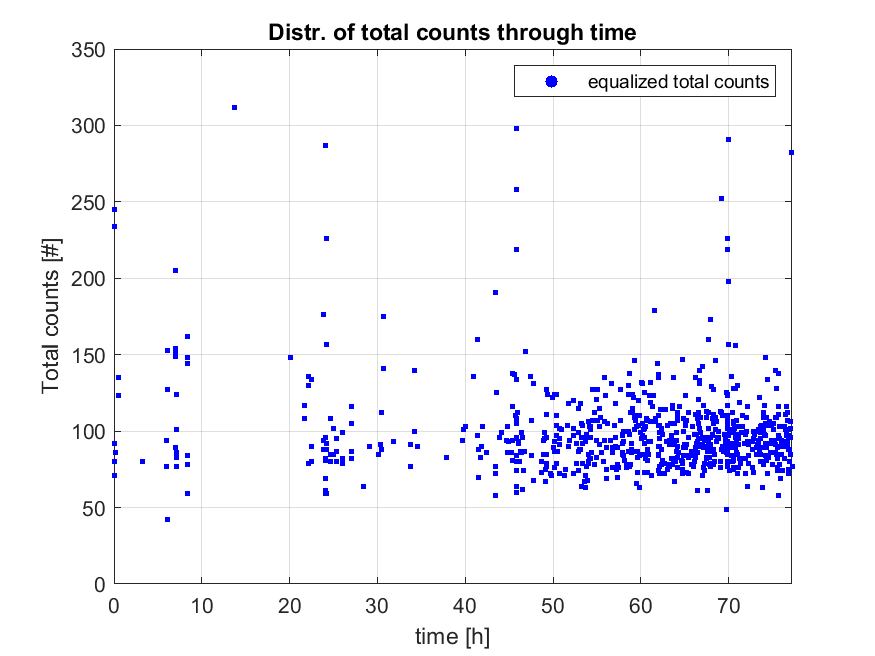 Distr. of total counts through time
equalized total counts
Total counts [#]
350
300
250
200
150
100
50
0
0 10 20 30 40 50 60 70
time [h]